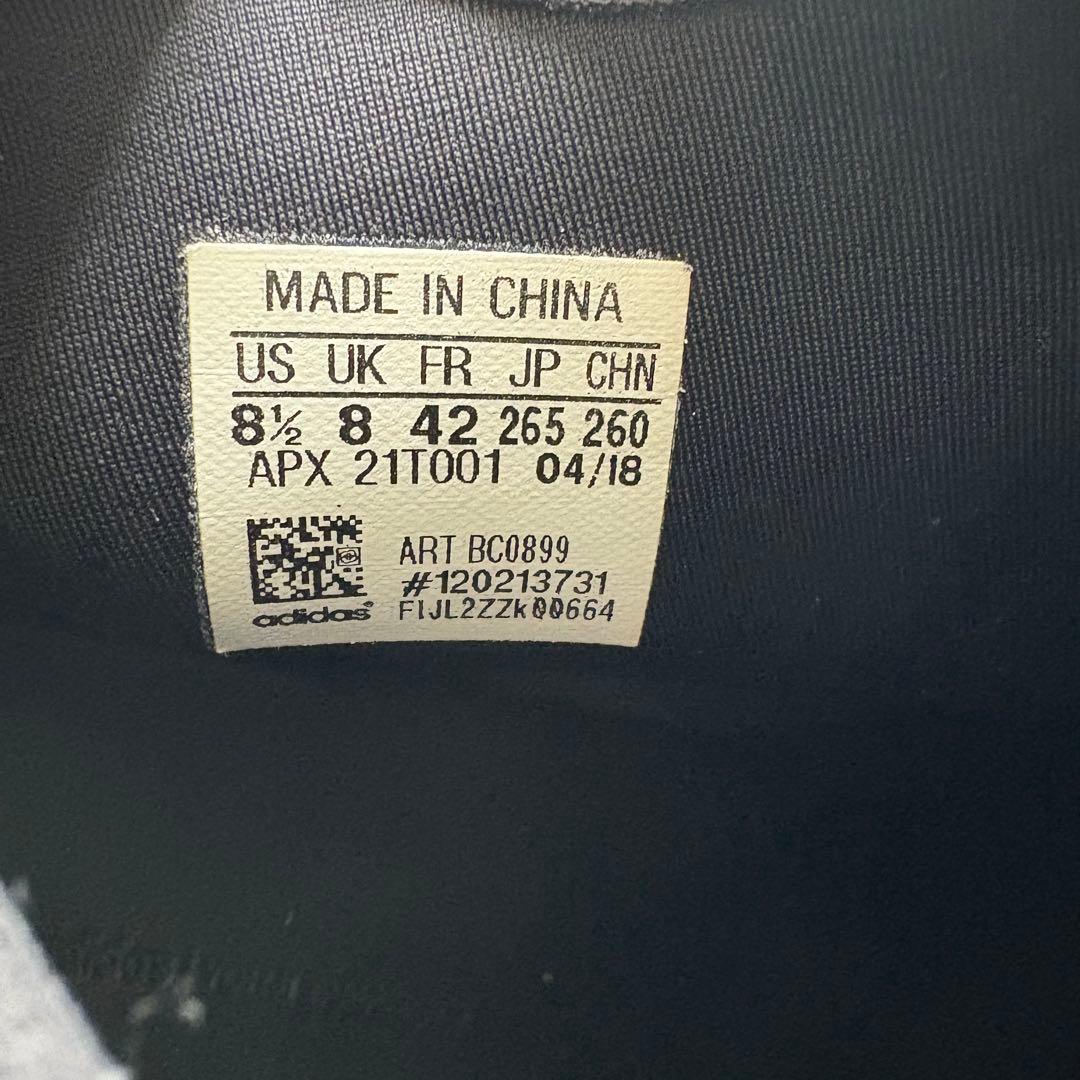 MADE IN CHINA
US UK FR JP CHN
8½ 8 42 265 260
APX 21T001 04/18
ART BC0899
#120213731
adidas® FIJL2ZZk00664